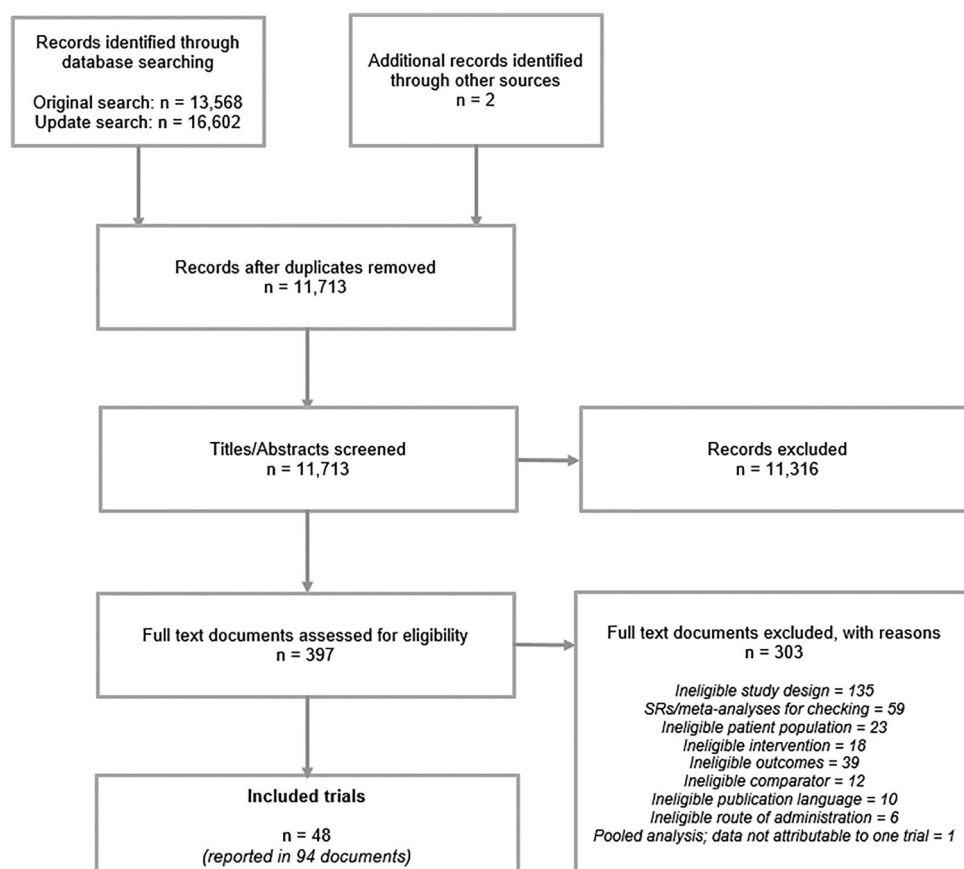 Records identified through
database searching
Original search: n = 13,568
Update search: n = 16,602
Additional records identified
through other sources
n = 2
Records after duplicates removed
n = 11,713
Titles/Abstracts screened
n = 11,713
Records excluded
n = 11,316
Full text documents assessed for eligibility
n = 397
Full text documents excluded, with reasons
n = 303
Ineligible study design = 135
SRs/meta-analyses for checking = 59
Ineligible patient population = 23
Ineligible intervention = 18
Ineligible outcomes = 39
Ineligible comparator = 12
Ineligible publication language = 10
Ineligible route of administration = 6
Pooled analysis; data not attributable to one trial = 1
Included trials
n = 48
(reported in 94 documents)